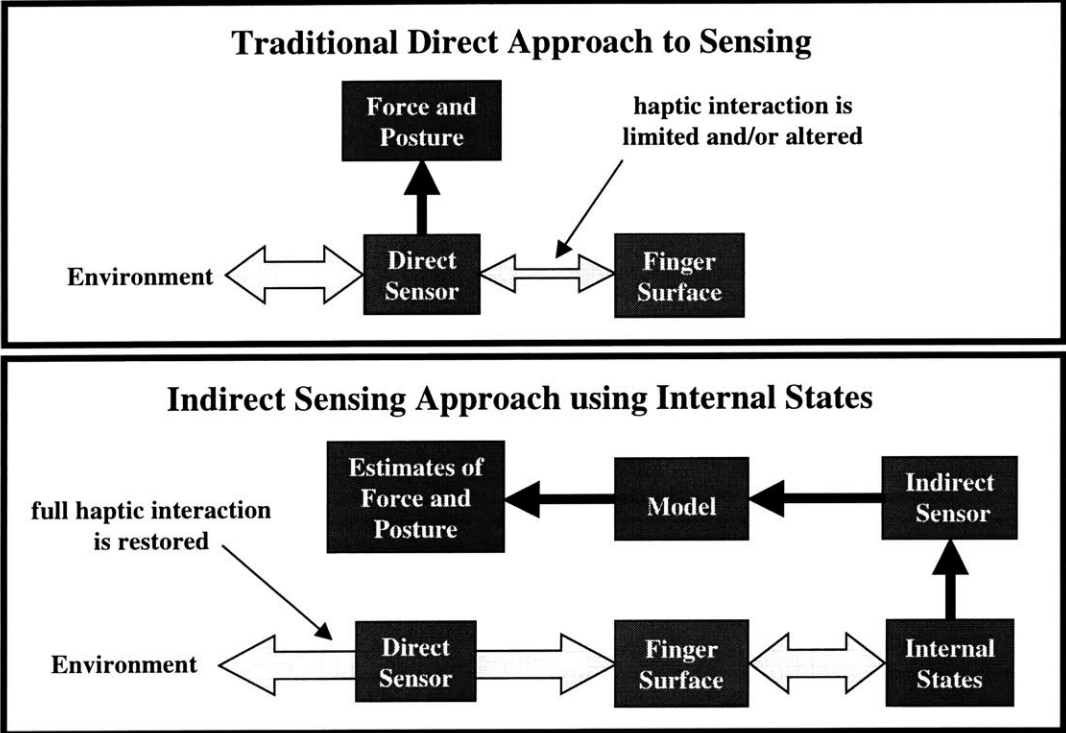 Traditional Direct Approach to Sensing
Force and
Posture
haptic interaction is
limited and/or altered
Environment
Direct
Sensor
Finger
Surface
Indirect Sensing Approach using Internal States
full haptic interaction
is restored
Estimates of
Force and
Posture
Model
Indirect
Sensor
Environment
Direct
Sensor
Finger
Surface
Internal
States